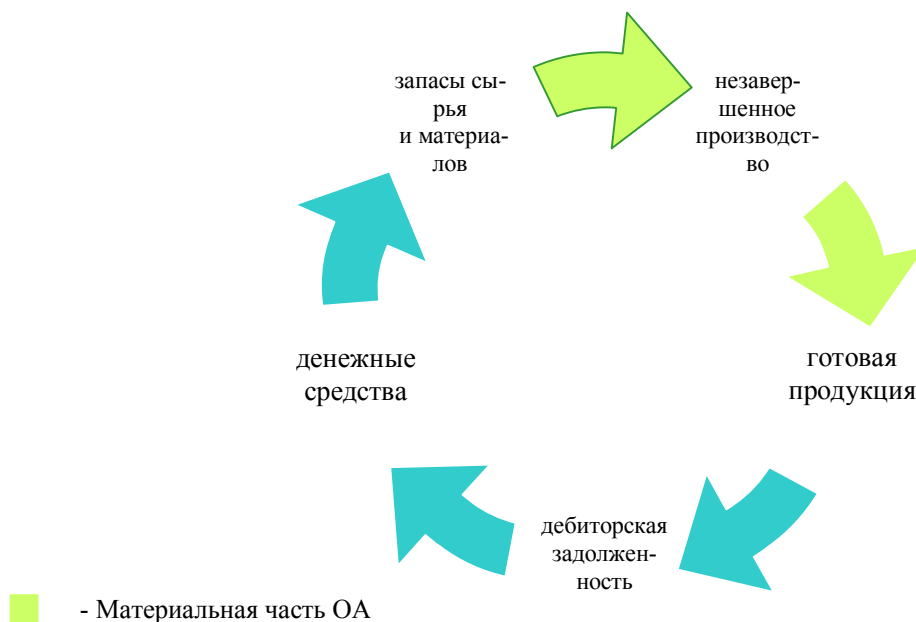 запасы сы-
рья
и материа-
лов
незавер-
шенное
производст-
во
денежные
средства
готовая
продукция
дебиторская
задолжен-
ность
- Материальная часть ОА